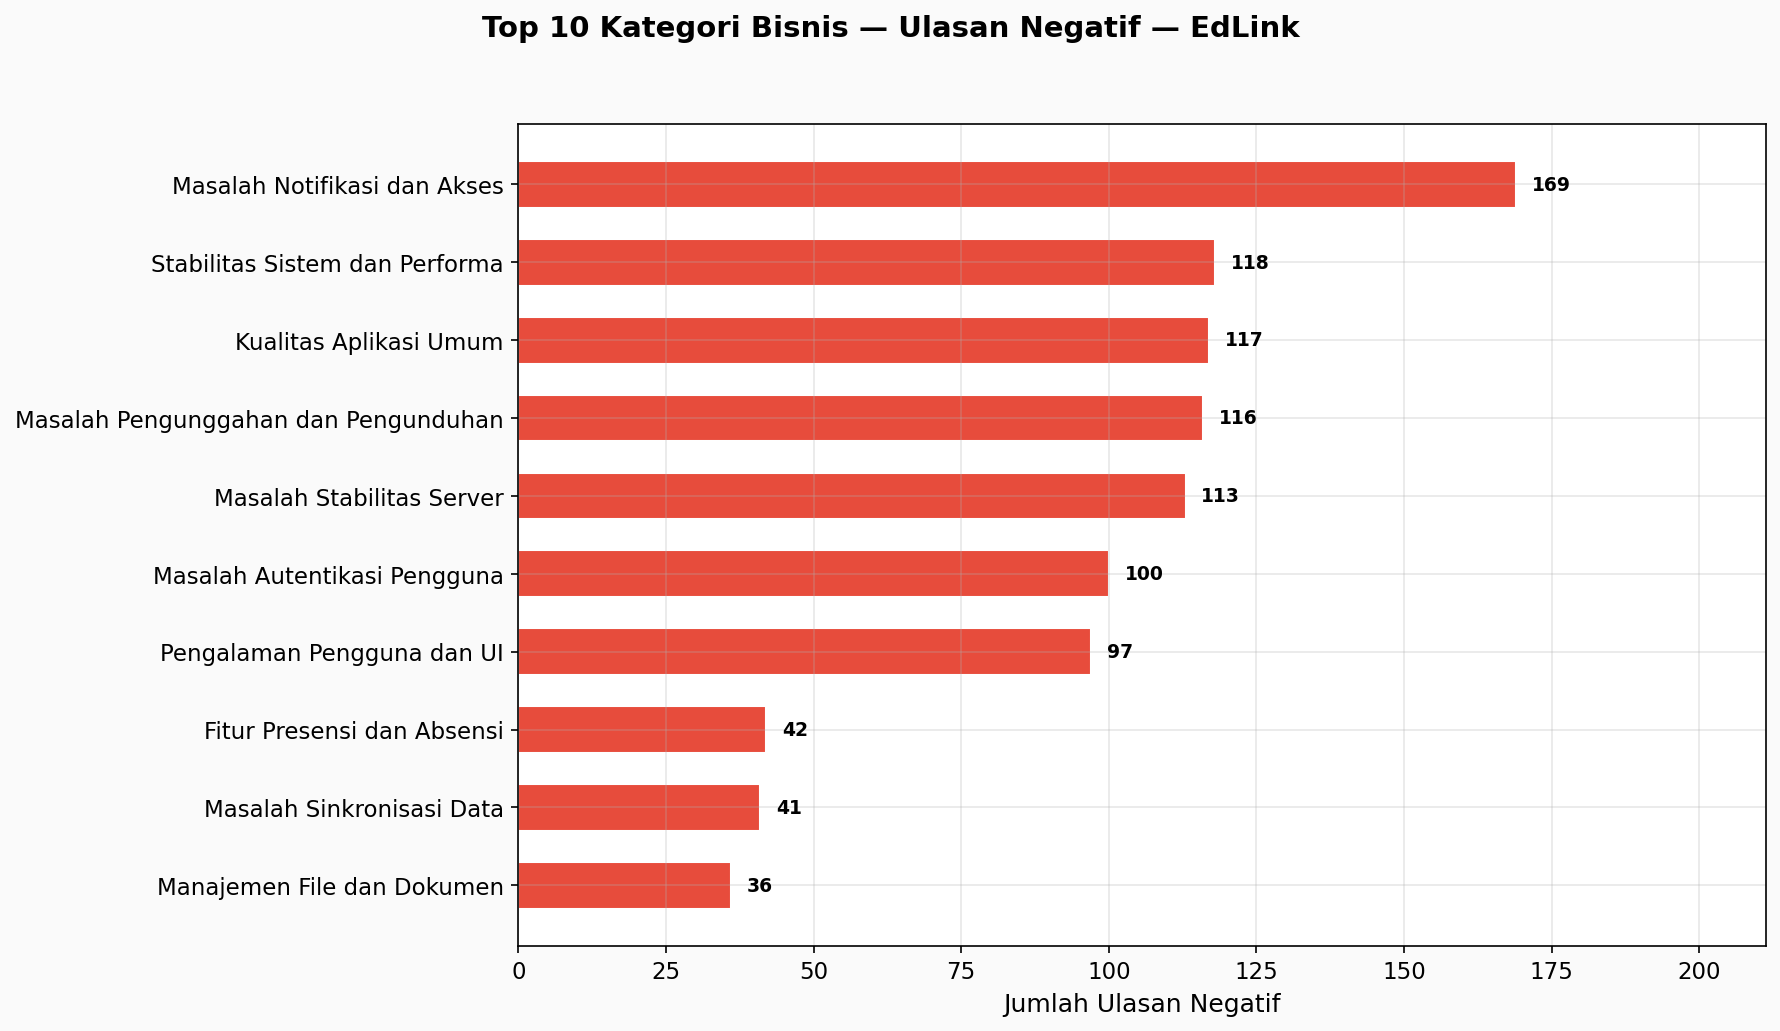 Top 10 Kategori Bisnis — Ulasan Negatif — EdLink
Masalah Notifikasi dan Akses 169
Stabilitas Sistem dan Performa 118
Kualitas Aplikasi Umum 117
Masalah Pengunggahan dan Pengunduhan 116
Masalah Stabilitas Server 113
Masalah Autentikasi Pengguna 100
Pengalaman Pengguna dan UI 97
Fitur Presensi dan Absensi 42
Masalah Sinkronisasi Data 41
Manajemen File dan Dokumen 36
0 25 50 75 100 125 150 175 200
Jumlah Ulasan Negatif